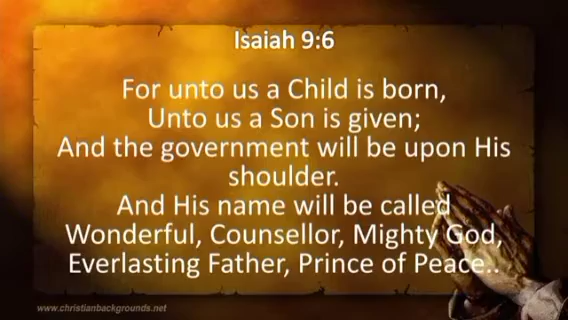 Isaiah 9:6
For unto us a Child is born,
Unto us a Son is given;
And the government will be upon His
shoulder.
And His name will be called
Wonderful, Counsellor, Mighty God,
Everlasting Father, Prince of Peace..
www.christianbackgrounds.net